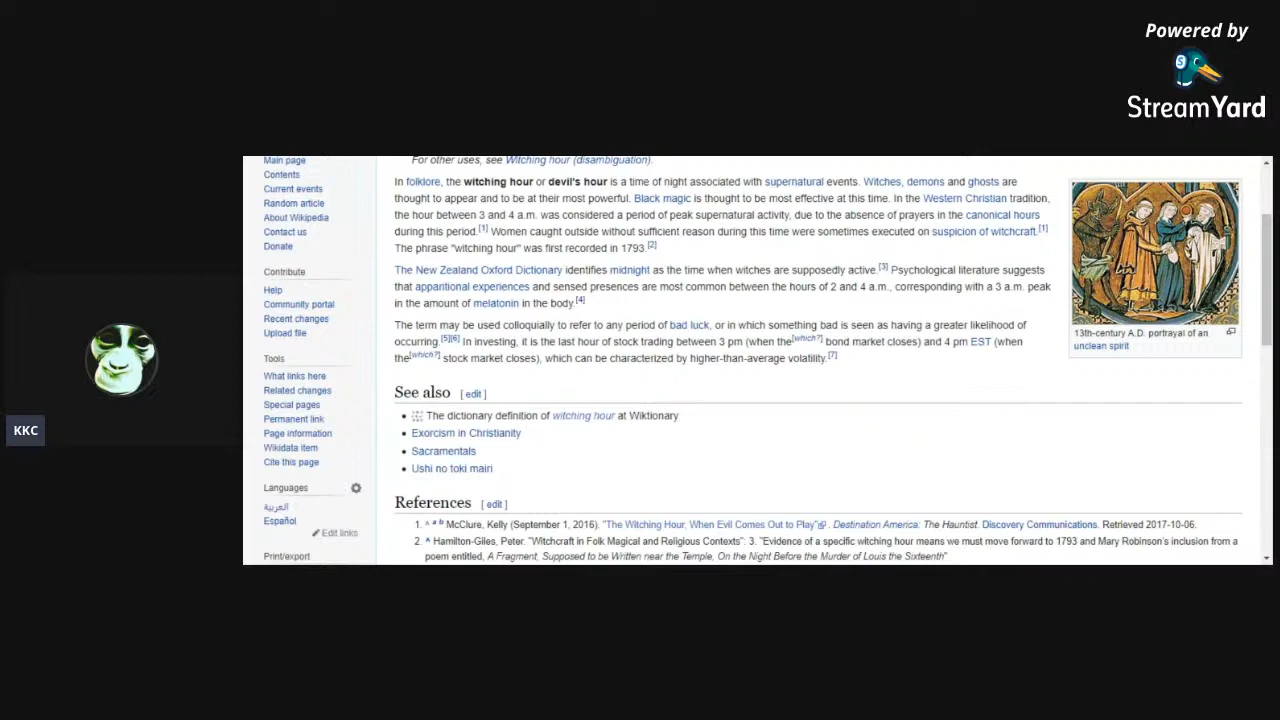 Powered by
StreamYard
KKC
Main page
Contents
Current events
Random article
About Wikipedia
Contact us
Donate
Contribute
Help
Community portal
Recent changes
Upload file
Tools
What links here
Related changes
Special pages
Permanent link
Page information
Wikidata item
Cite this page
Languages
العربية
Español
Edit links
Print/export
For other uses, see Witching hour (disambiguation).
In folklore, the witching hour or devil's hour is a time of night associated with supernatural events. Witches, demons and ghosts are
thought to appear and to be at their most powerful. Black magic is thought to be most effective at this time. In the Western Christian tradition,
the hour between 3 and 4 a.m. was considered a period of peak supernatural activity, due to the absence of prayers in the canonical hours
during this period.[1] Women caught outside without sufficient reason during this time were sometimes executed on suspicion of witchcraft.[1]
The phrase "witching hour" was first recorded in 1793.[2]
The New Zealand Oxford Dictionary identifies midnight as the time when witches are supposedly active.[3] Psychological literature suggests
that apparitional experiences and sensed presences are most common between the hours of 2 and 4 a.m., corresponding with a 3 a.m. peak
in the amount of melatonin in the body.[4]
The term may be used colloquially to refer to any period of bad luck, or in which something bad is seen as having a greater likelihood of
occurring.[5][6] In investing, it is the last hour of stock trading between 3 pm (when the[which?] bond market closes) and 4 pm EST (when
the[which?] stock market closes), which can be characterized by higher-than-average volatility.[7]
13th-century A.D. portrayal of an
unclean spirit
See also [ edit ]
• The dictionary definition of witching hour at Wiktionary
• Exorcism in Christianity
• Sacramentals
• Ushi no toki mairi
References [ edit ]
1. ^ a b McClure, Kelly (September 1, 2016). "The Witching Hour, When Evil Comes Out to Play". Destination America: The Hauntist. Discovery Communications. Retrieved 2017-10-06.
2. ^ Hamilton-Giles, Peter. "Witchcraft in Folk Magical and Religious Contexts": 3. "Evidence of a specific witching hour means we must move forward to 1793 and Mary Robinson's inclusion from a
poem entitled, A Fragment, Supposed to be Written near the Temple, On the Night Before the Murder of Louis the Sixteenth"